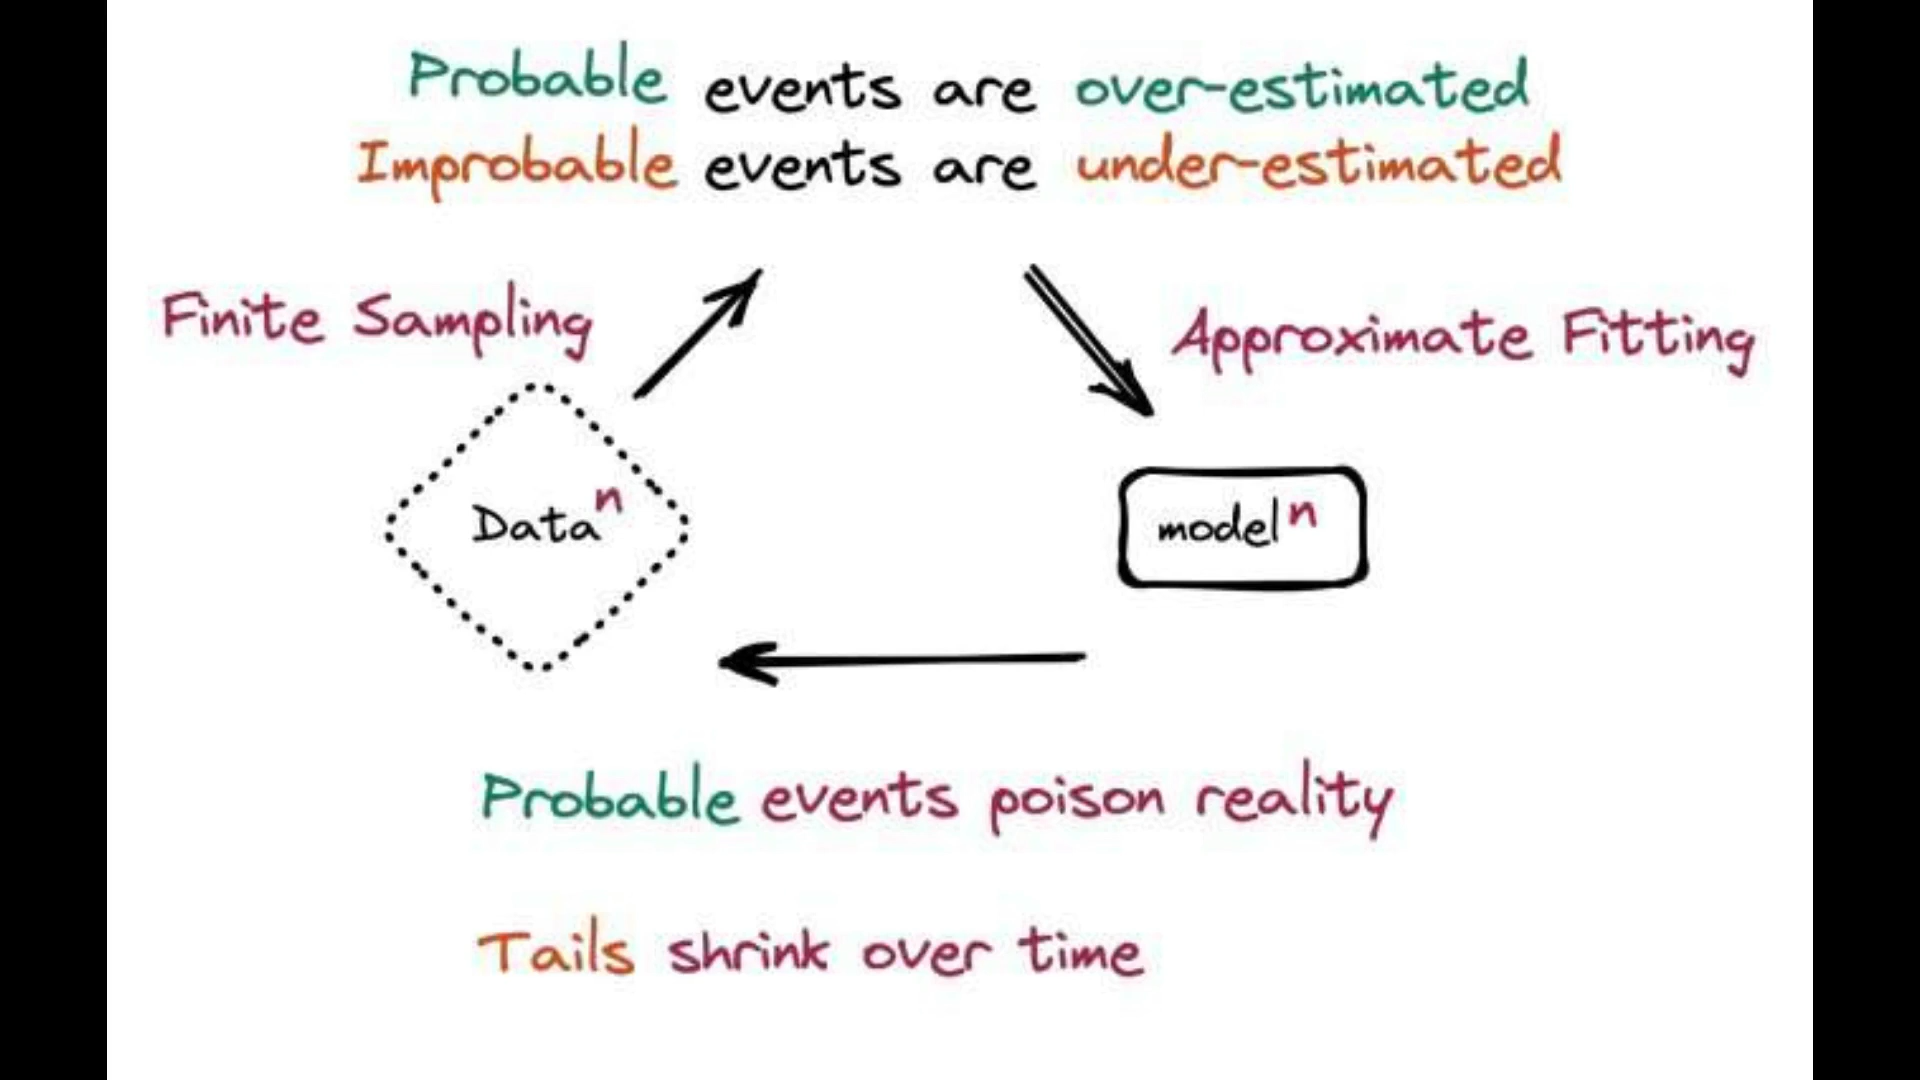 Probable events are over-estimated
Improbable events are under-estimated
Finite Sampling
Approximate Fitting
Data^n
model^n
Probable events poison reality
Tails shrink over time